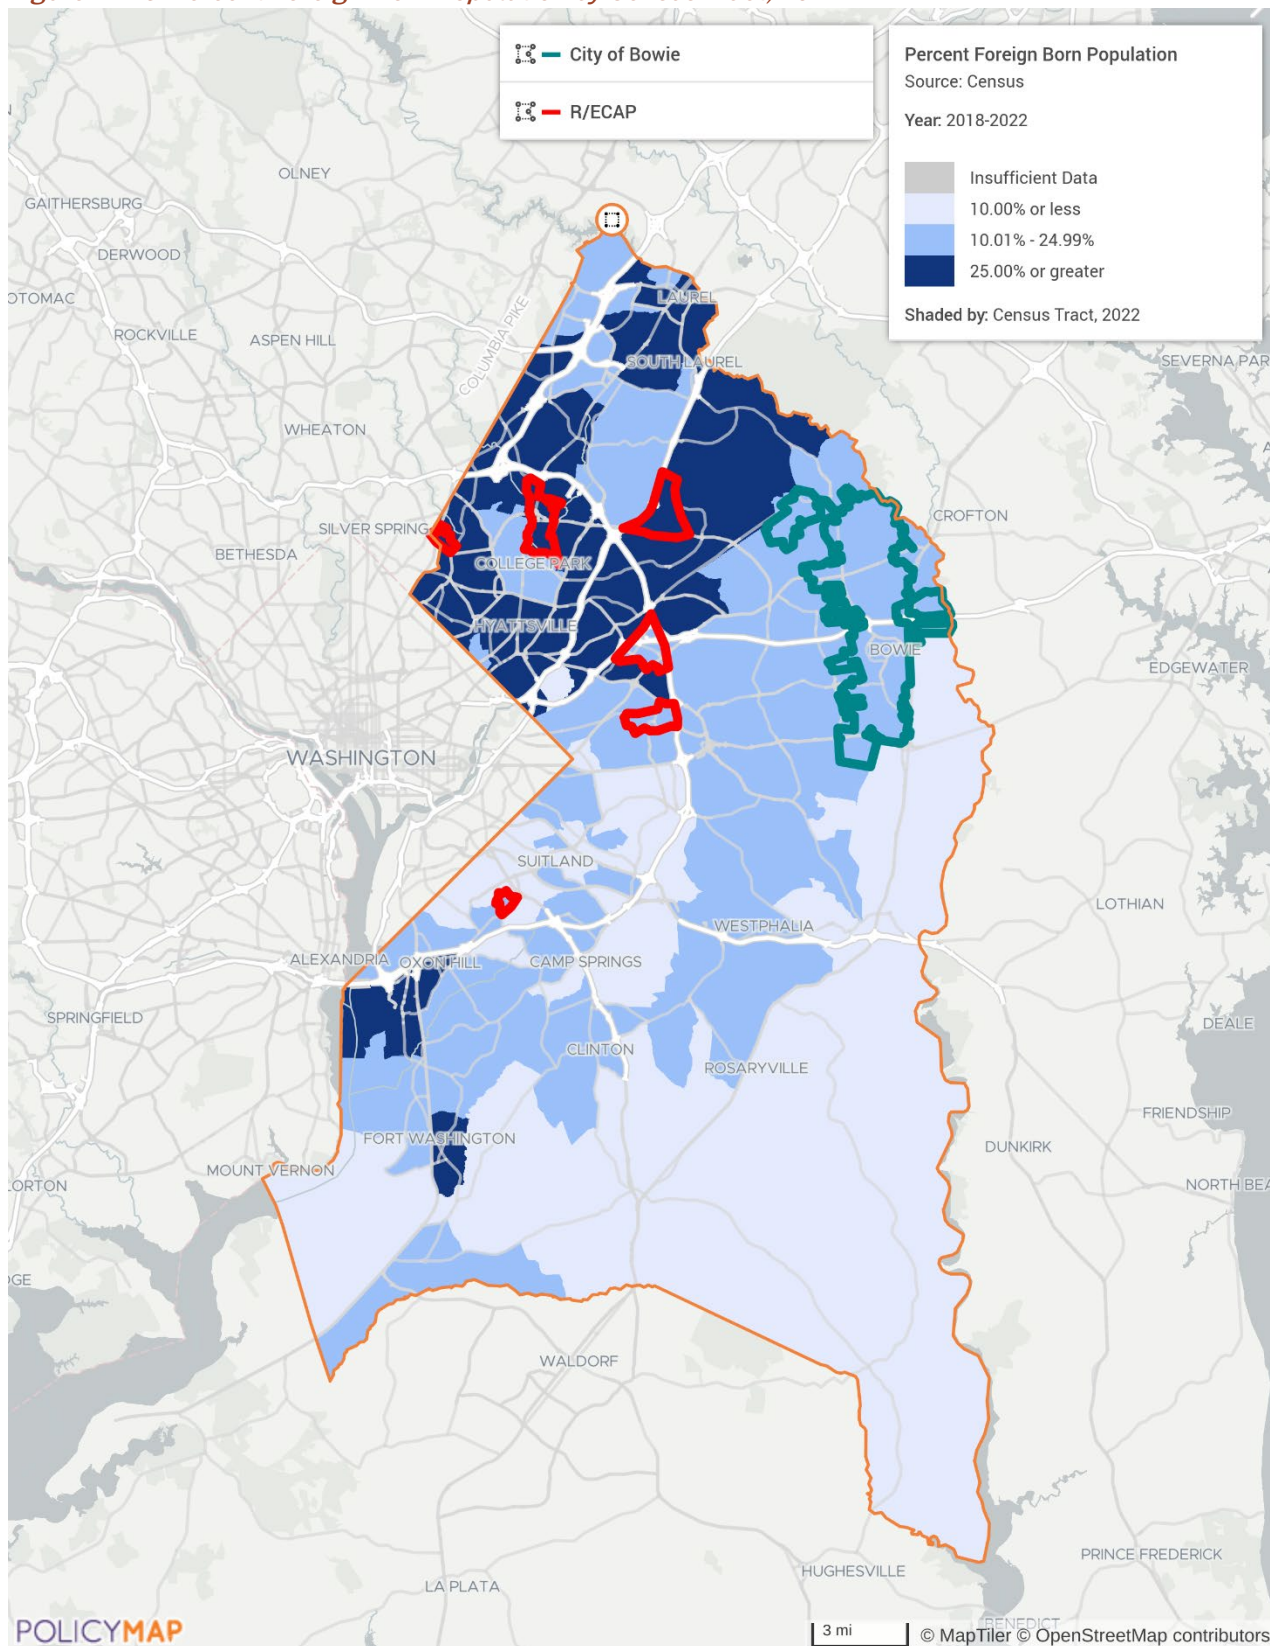 City of Bowie
R/ECAP
Percent Foreign Born Population
Source: Census
Year: 2018-2022
Insufficient Data
10.00% or less
10.01% - 24.99%
25.00% or greater
Shaded by: Census Tract, 2022
OLNEY
GAITHERSBURG
DERWOOD
OTOMAC
ROCKVILLE
ASPEN HILL
COLUMBIA PIKE
LAUREL
SOUTH LAUREL
SEVERNA PAR
WHEATON
SILVER SPRING
CROFTON
BETHESDA
COLLEGE PARK
HYATTSVILLE
BOWIE
EDGEWATER
WASHINGTON
SUITLAND
LOTHIAN
WESTPHALIA
ALEXANDRIA
OXON HILL
CAMP SPRINGS
SPRINGFIELD
DEALE
CLINTON
ROSARYVILLE
FRIENDSHIP
FORT WASHINGTON
DUNKIRK
MOUNT VERNON
LORTON
NORTH BEA
DGE
WALDORF
PRINCE FREDERICK
HUGHESVILLE
LA PLATA
BENEDICT
POLICYMAP
3 mi
© MapTiler © OpenStreetMap contributors